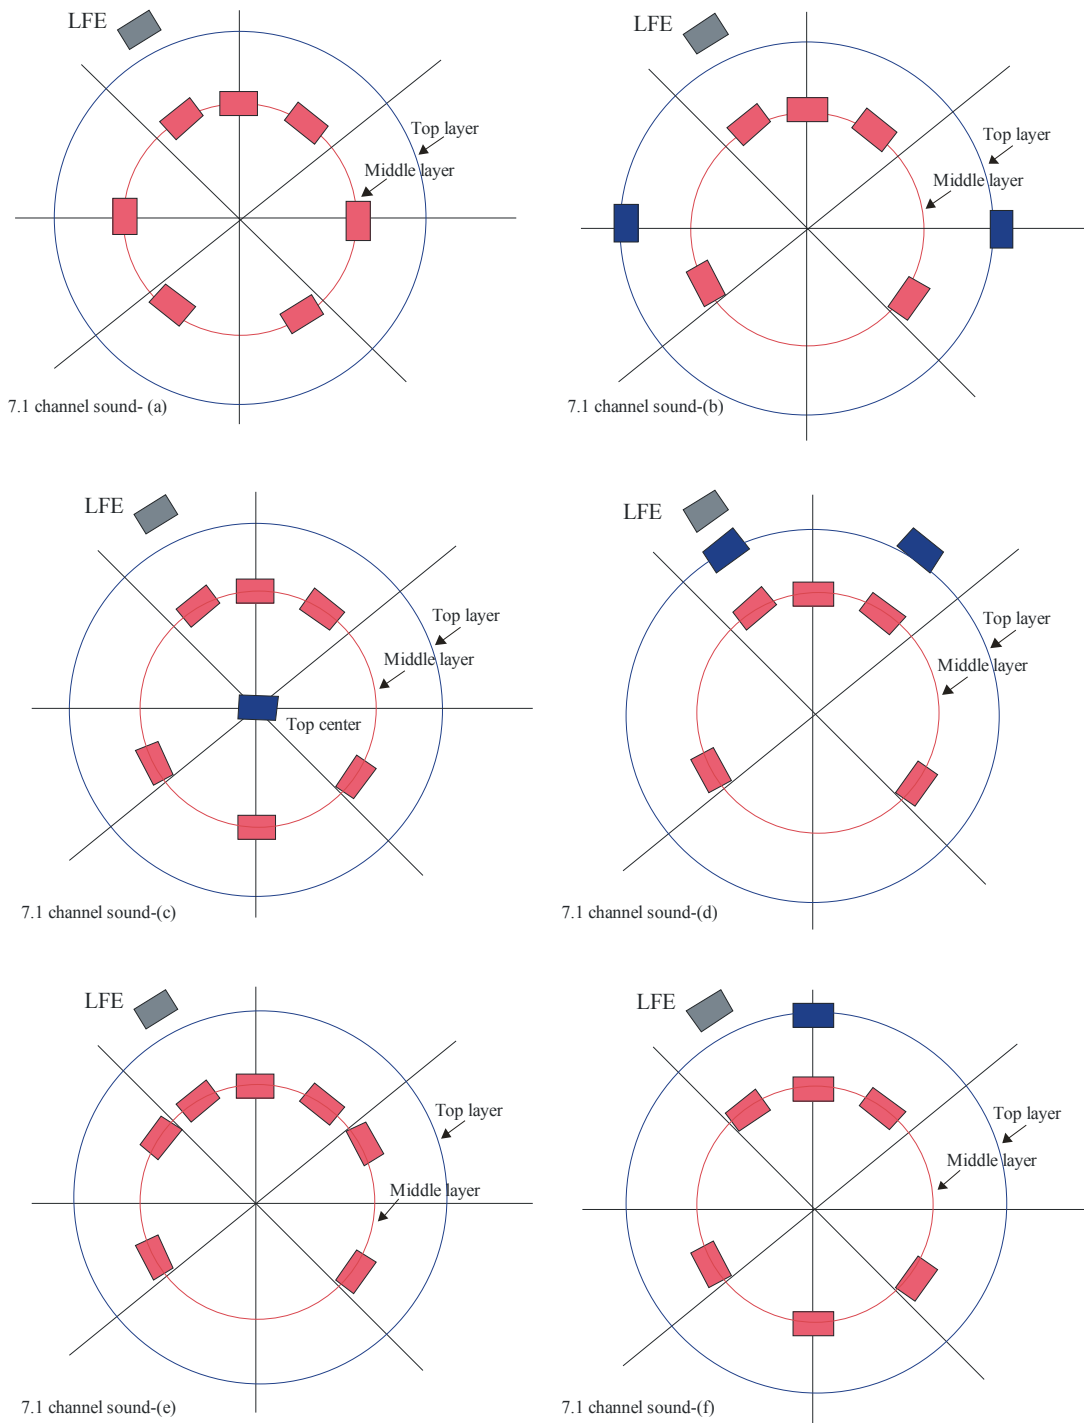 LFE
Top layer
Middle layer
7.1 channel sound- (a)
LFE
Top layer
Middle layer
7.1 channel sound-(b)
LFE
Top layer
Middle layer
Top center
7.1 channel sound-(c)
LFE
Top layer
Middle layer
7.1 channel sound-(d)
LFE
Top layer
Middle layer
7.1 channel sound-(e)
LFE
Top layer
Middle layer
7.1 channel sound-(f)